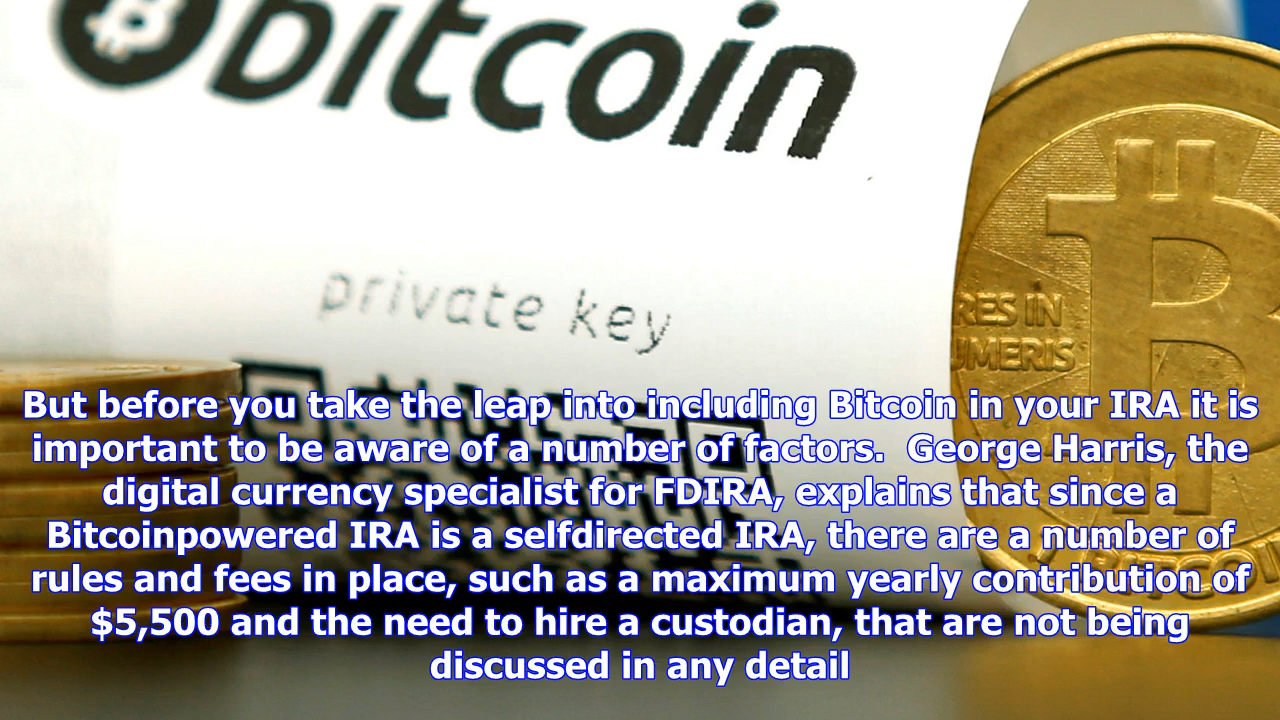 bitcoin
private key
RES IN
UMERIS
BITCOI
But before you take the leap into including Bitcoin in your IRA it is
important to be aware of a number of factors.  George Harris, the
digital currency specialist for FDIRA, explains that since a
Bitcoinpowered IRA is a selfdirected IRA, there are a number of
rules and fees in place, such as a maximum yearly contribution of
$5,500 and the need to hire a custodian, that are not being
discussed in any detail